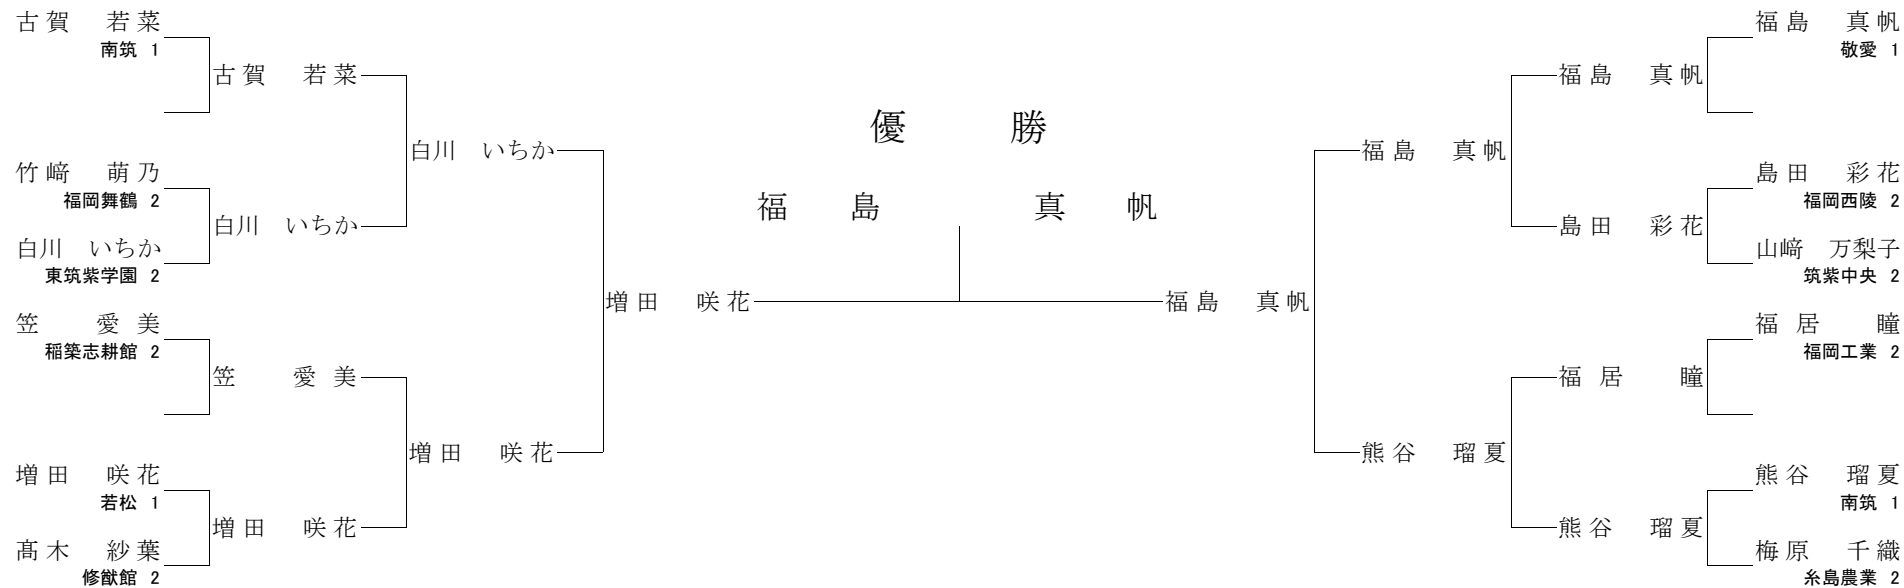 古賀 若菜
南筑 1
竹﨑 萌乃
福岡舞鶴 2
白川 いちか
東筑紫学園 2
笠 愛美
稲築志耕館 2
増田 咲花
若松 1
髙木 紗葉
修猷館 2
古賀 若菜
白川 いちか
笠 愛美
増田 咲花
白川 いちか
増田 咲花
増田 咲花
優勝
福島 真帆
福島 真帆
福島 真帆
熊谷 瑠夏
福島 真帆
島田 彩花
福居 瞳
熊谷 瑠夏
福島 真帆
敬愛 1
島田 彩花
福岡西陵 2
山﨑 万梨子
筑紫中央 2
福居 瞳
福岡工業 2
熊谷 瑠夏
南筑 1
梅原 千織
糸島農業 2